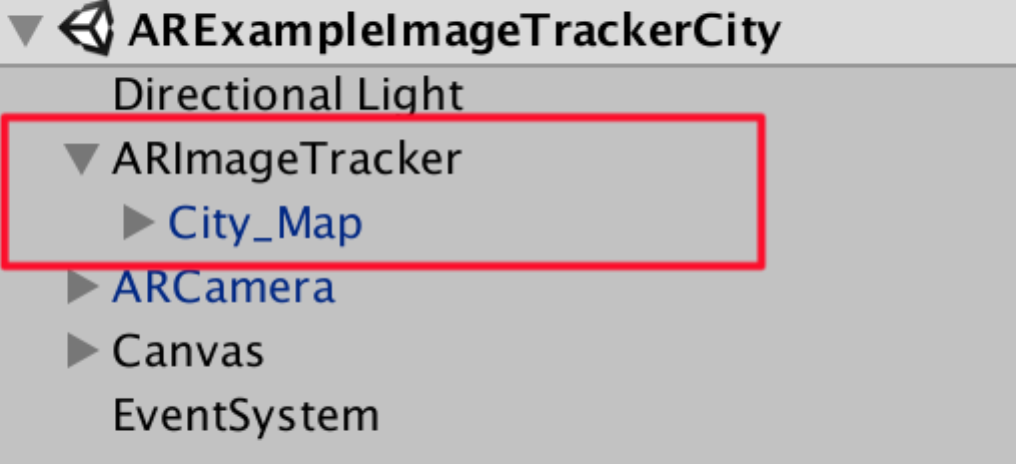 ARExampleImageTrackerCity
Directional Light
ARImageTracker
City_Map
ARCamera
Canvas
EventSystem